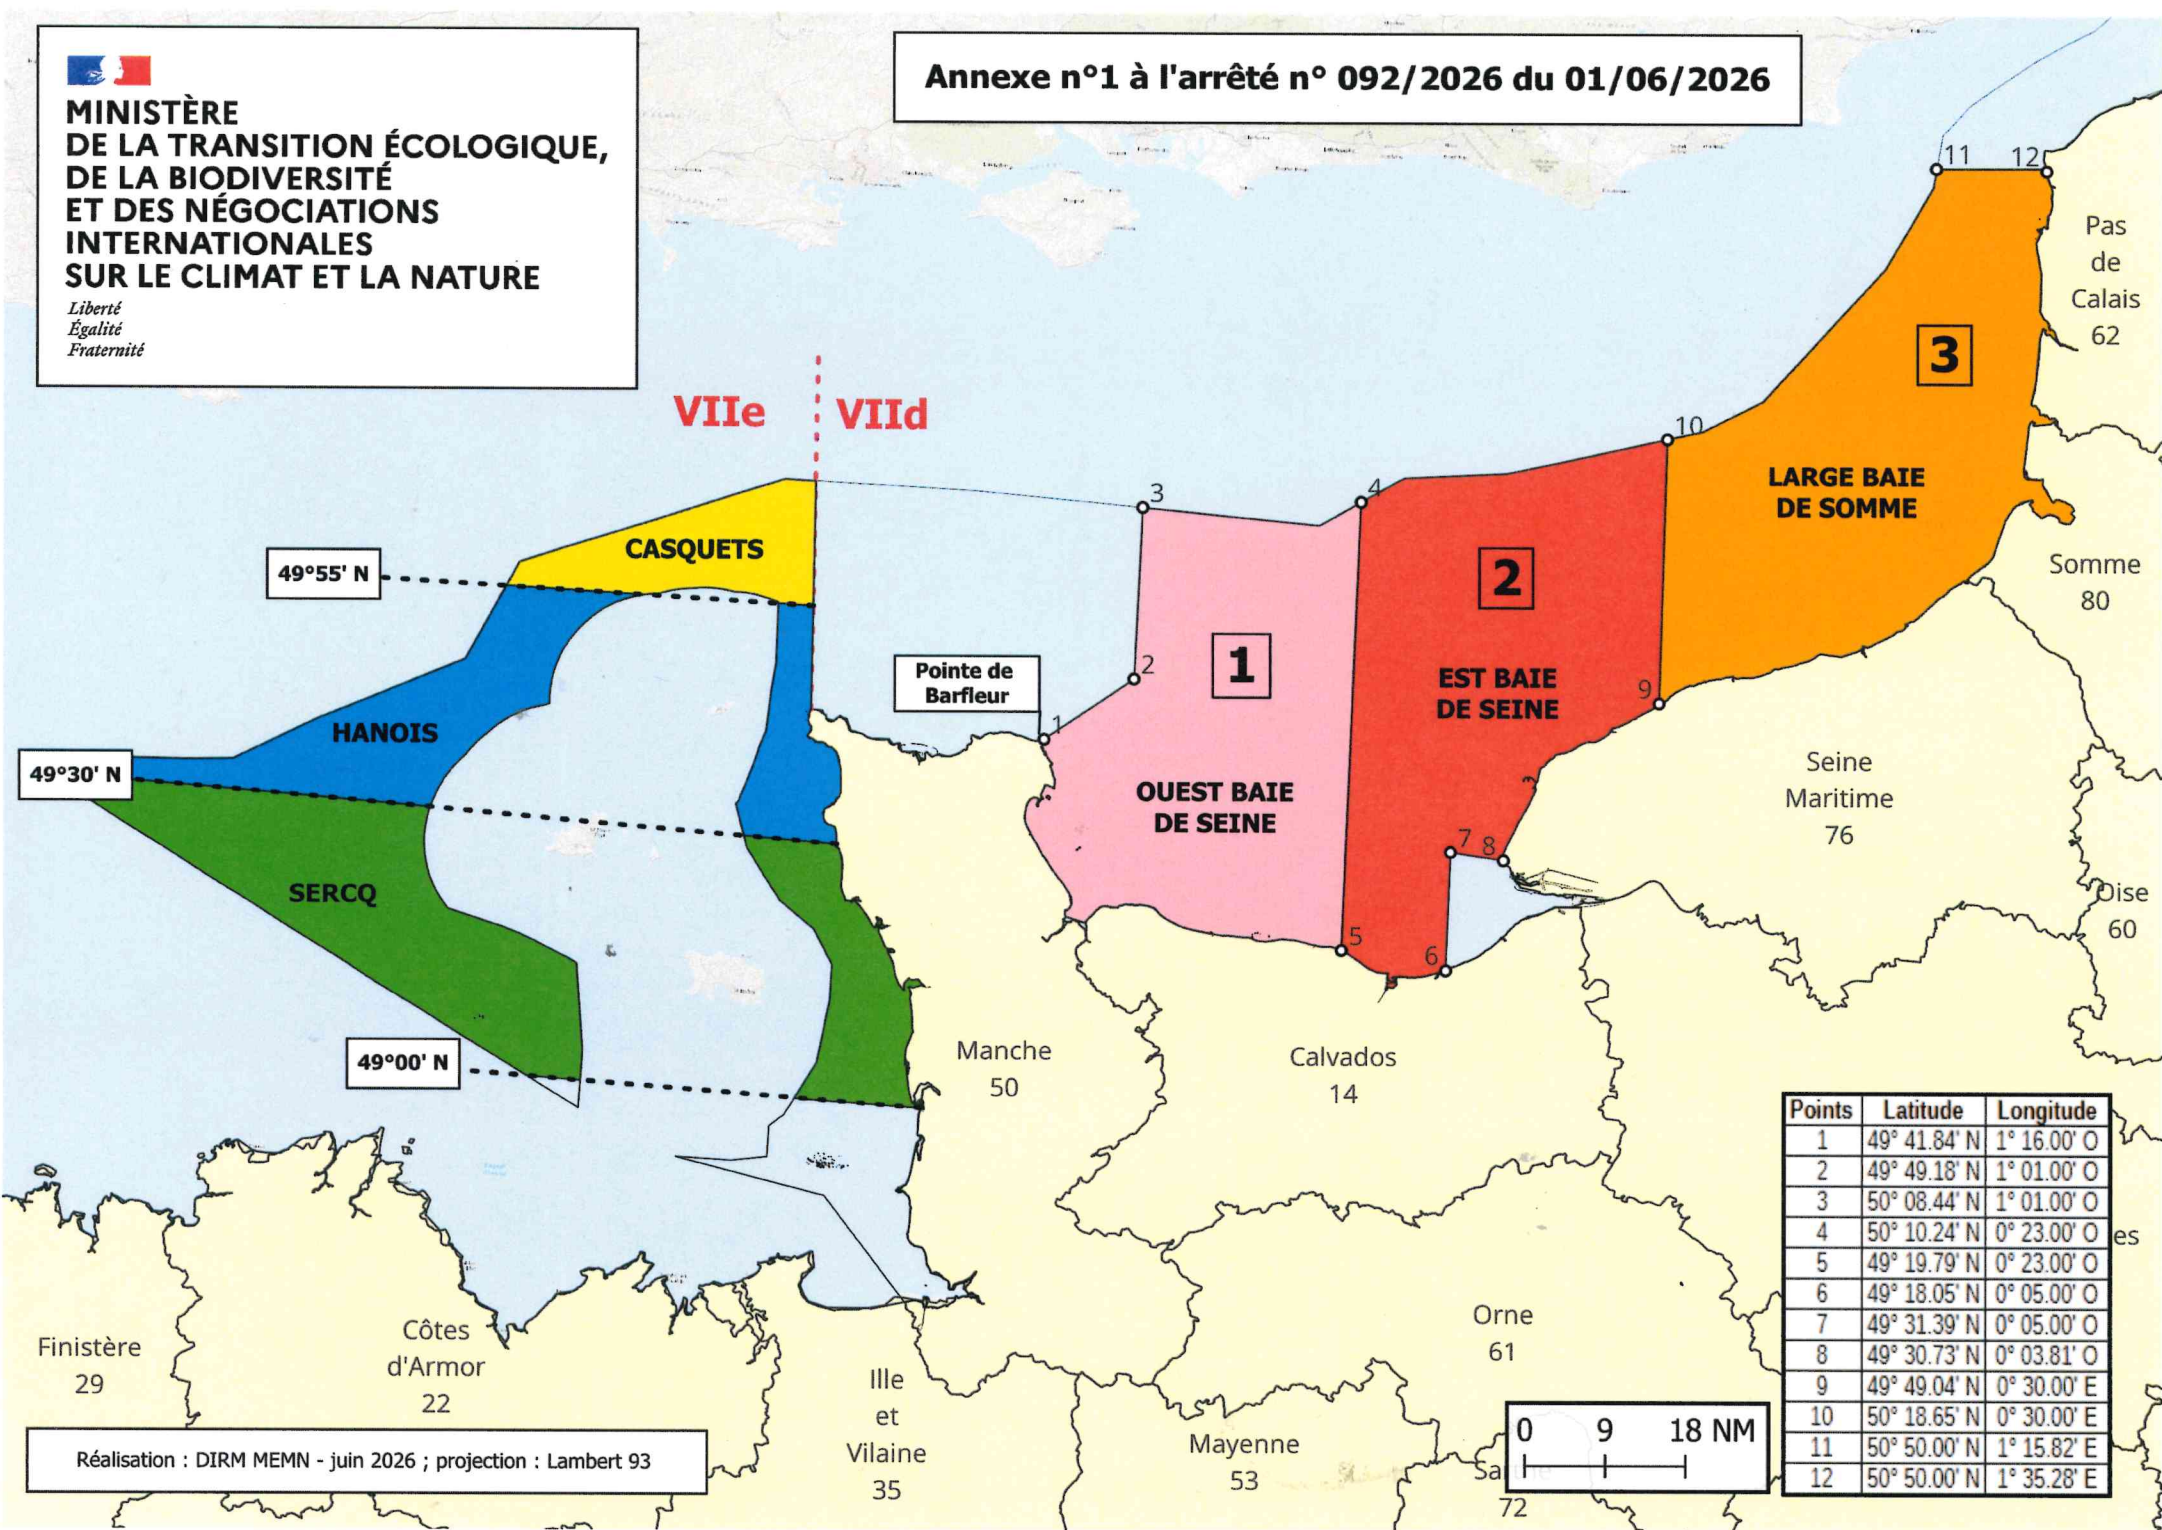 MINISTÈRE
DE LA TRANSITION ÉCOLOGIQUE,
DE LA BIODIVERSITÉ
ET DES NÉGOCIATIONS
INTERNATIONALES
SUR LE CLIMAT ET LA NATURE
Liberté
Égalité
Fraternité
Annexe n°1 à l'arrêté n° 092/2026 du 01/06/2026
11
12
Pas
de
Calais
62
3
VIIe
VIId
10
LARGE BAIE
DE SOMME
3
4
CASQUETS
49°55' N
2
Somme
80
Pointe de
Barfleur
2
1
EST BAIE
DE SEINE
9
1
HANOIS
49°30' N
OUEST BAIE
DE SEINE
Seine
Maritime
76
7
8
SERCQ
Oise
60
5
6
49°00' N
Manche
50
Calvados
14
Points Latitude Longitude
1 49° 41.84' N 1° 16.00' O
2 49° 49.18' N 1° 01.00' O
3 50° 08.44' N 1° 01.00' O
4 50° 10.24' N 0° 23.00' O
5 49° 19.79' N 0° 23.00' O
6 49° 18.05' N 0° 05.00' O
7 49° 31.39' N 0° 05.00' O
8 49° 30.73' N 0° 03.81' O
9 49° 49.04' N 0° 30.00' E
10 50° 18.65' N 0° 30.00' E
11 50° 50.00' N 1° 15.82' E
12 50° 50.00' N 1° 35.28' E
es
Finistère
29
Côtes
d'Armor
22
Ille
et
Vilaine
35
Orne
61
Mayenne
53
0 9 18 NM
Sa
72
Réalisation : DIRM MEMN - juin 2026 ; projection : Lambert 93